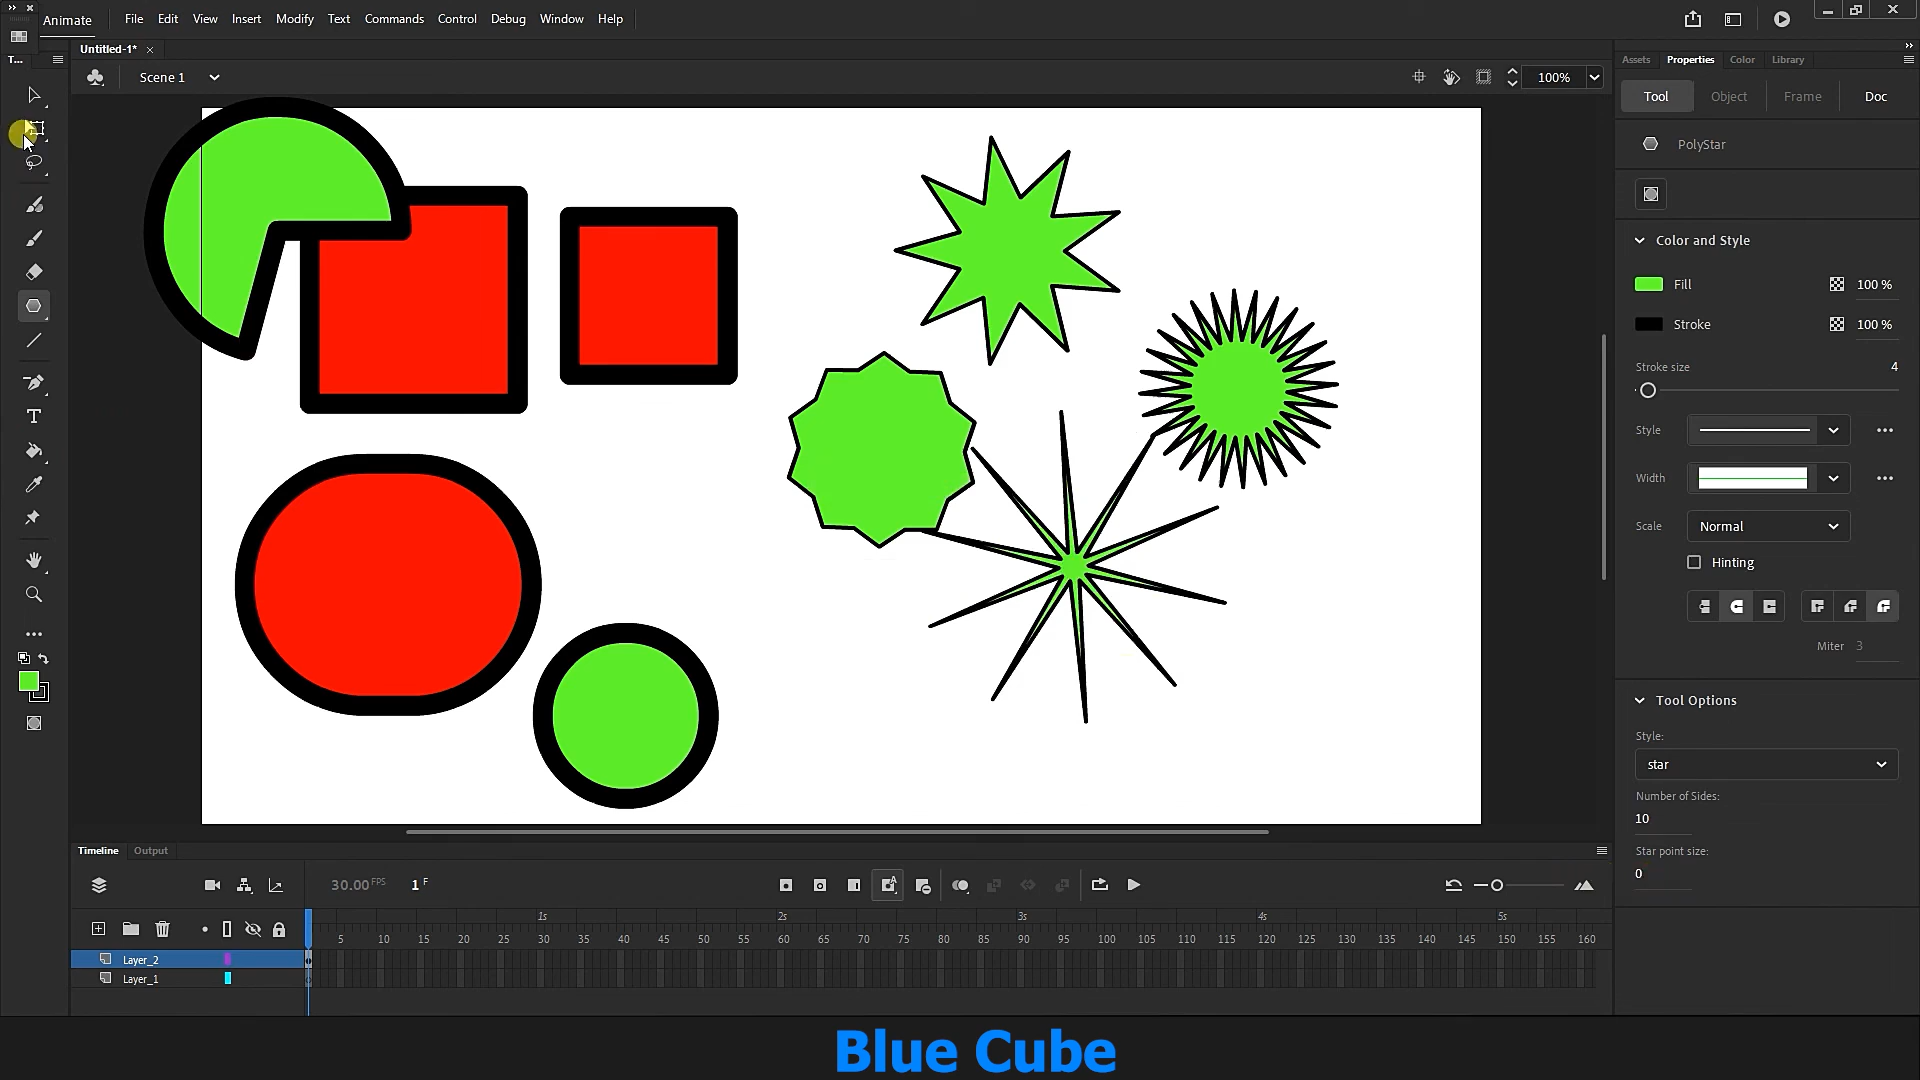 Animate File Edit View Insert Modify Text Commands Control Debug Window Help
Untitled-1*
T...
Scene 1 100%
Assets Properties Color Library
Tool Object Frame Doc
PolyStar
Color and Style
Fill 100 %
Stroke 100 %
Stroke size 4
Style
Width
Scale Normal
Hinting
Miter 3
Tool Options
Style:
star
Number of Sides:
10
Star point size:
0
Timeline Output
30.00 FPS 1 F
1s 2s 3s 4s 5s
5 10 15 20 25 30 35 40 45 50 55 60 65 70 75 80 85 90 95 100 105 110 115 120 125 130 135 140 145 150 155 160
Layer_2
Layer_1
Blue Cube